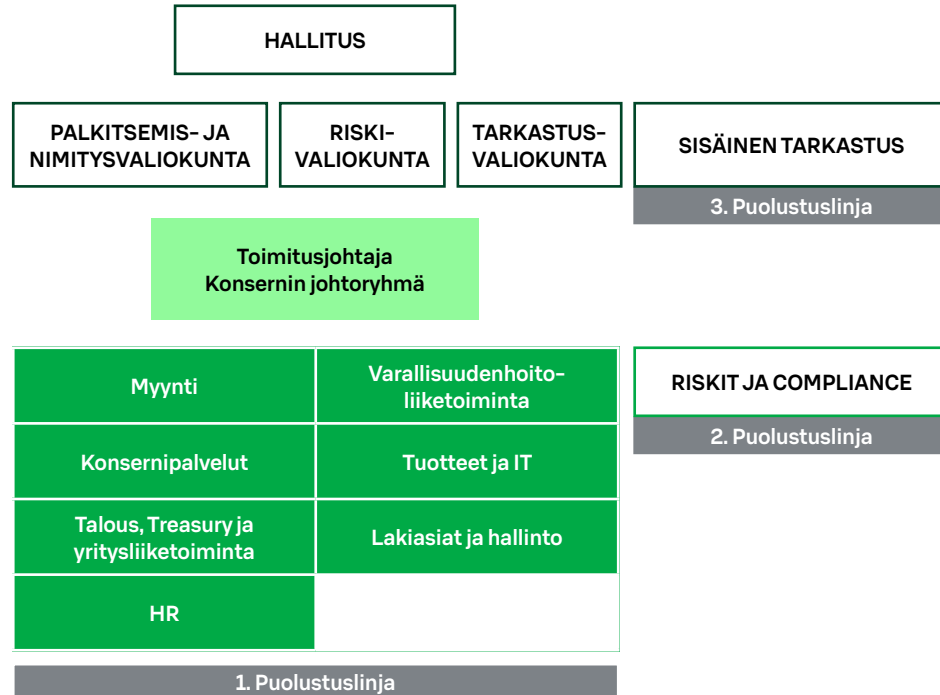 HALLITUS
PALKITSEMIS- JA
NIMITYSVALIOKUNTA
RISKI-
VALIOKUNTA
TARKASTUS-
VALIOKUNTA
SISÄINEN TARKASTUS
3. Puolustuslinja
Toimitusjohtaja
Konsernin johtoryhmä
Myynti
Varallisuudenhoito-
liiketoiminta
RISKIT JA COMPLIANCE
2. Puolustuslinja
Konsernipalvelut
Tuotteet ja IT
Talous, Treasury ja
yritysliiketoiminta
Lakiasiat ja hallinto
HR
1. Puolustuslinja